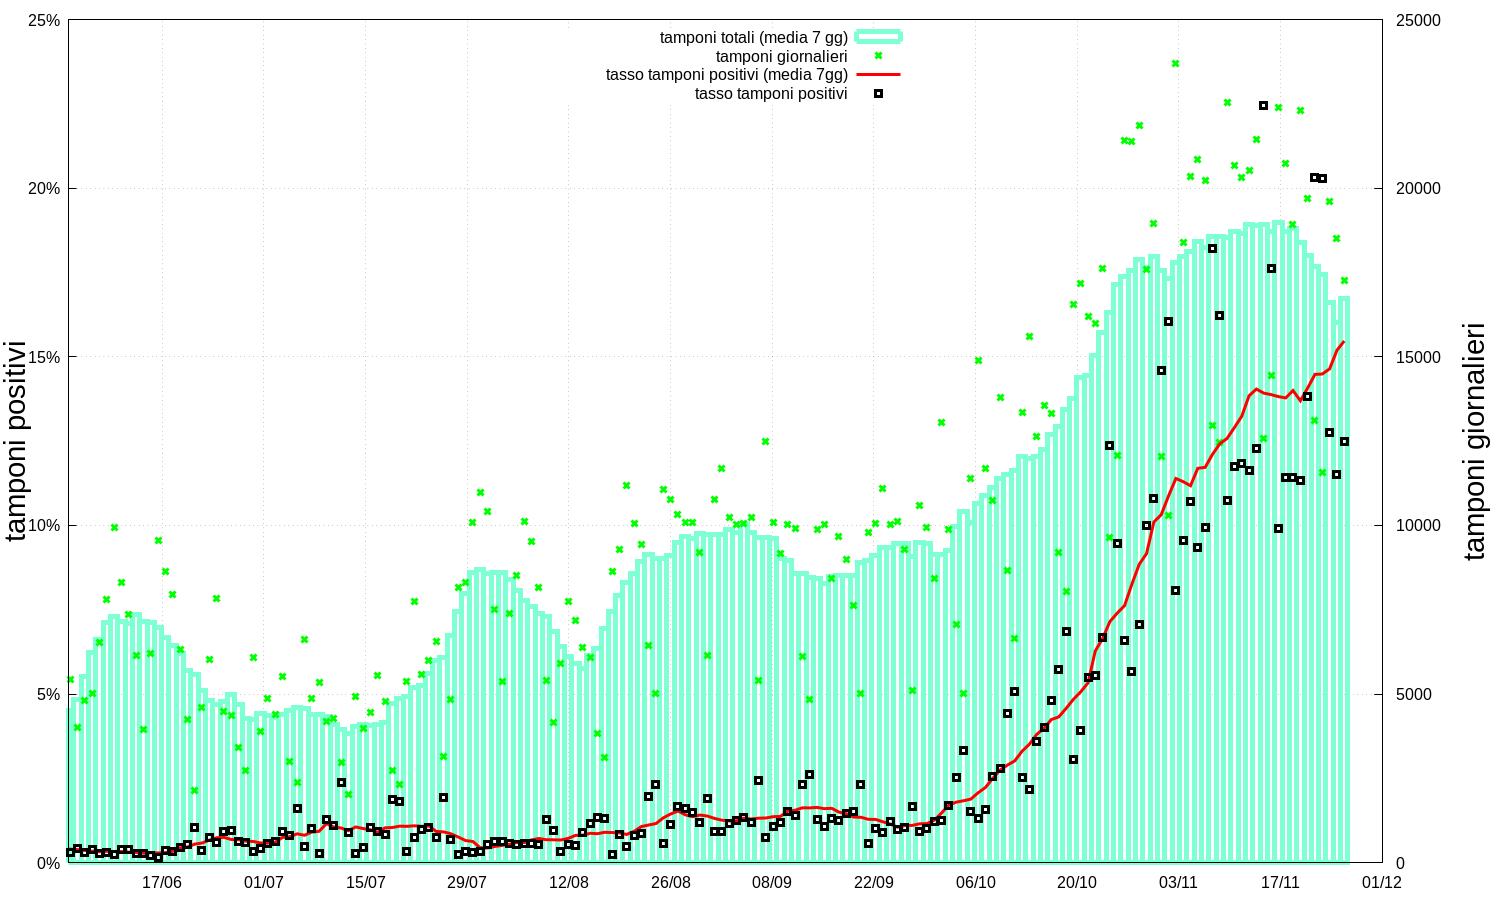 25%
25000
tamponi totali (media 7 gg)
tamponi giornalieri
tasso tamponi positivi (media 7gg)
tasso tamponi positivi
20%
20000
15%
15000
10%
10000
5%
5000
0%
0
tamponi positivi
tamponi giornalieri
17/06 01/07 15/07 29/07 12/08 26/08 08/09 22/09 06/10 20/10 03/11 17/11 01/12